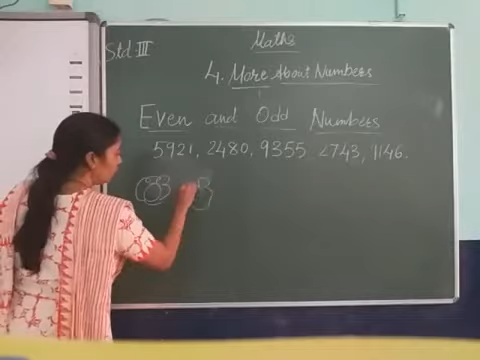 Std. III
Maths
4. More About Numbers
Even and Odd Numbers
5921, 2480, 9355 2743, 1146.